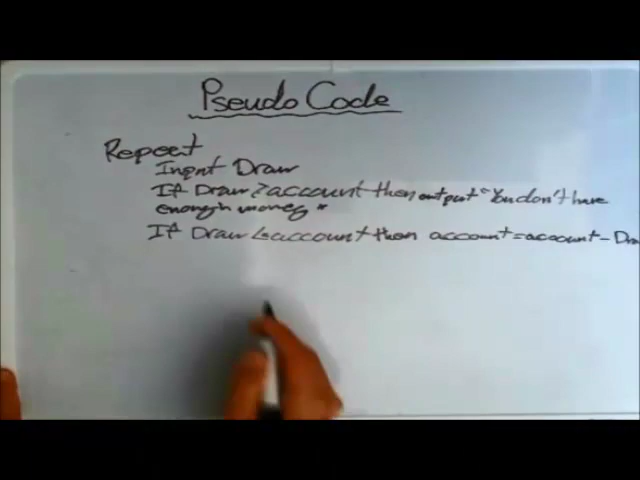 Pseudo Code
Repeat
Input Draw
If Draw > account then output "You don't have
enough money"
If Draw <= account then account = account - Dra